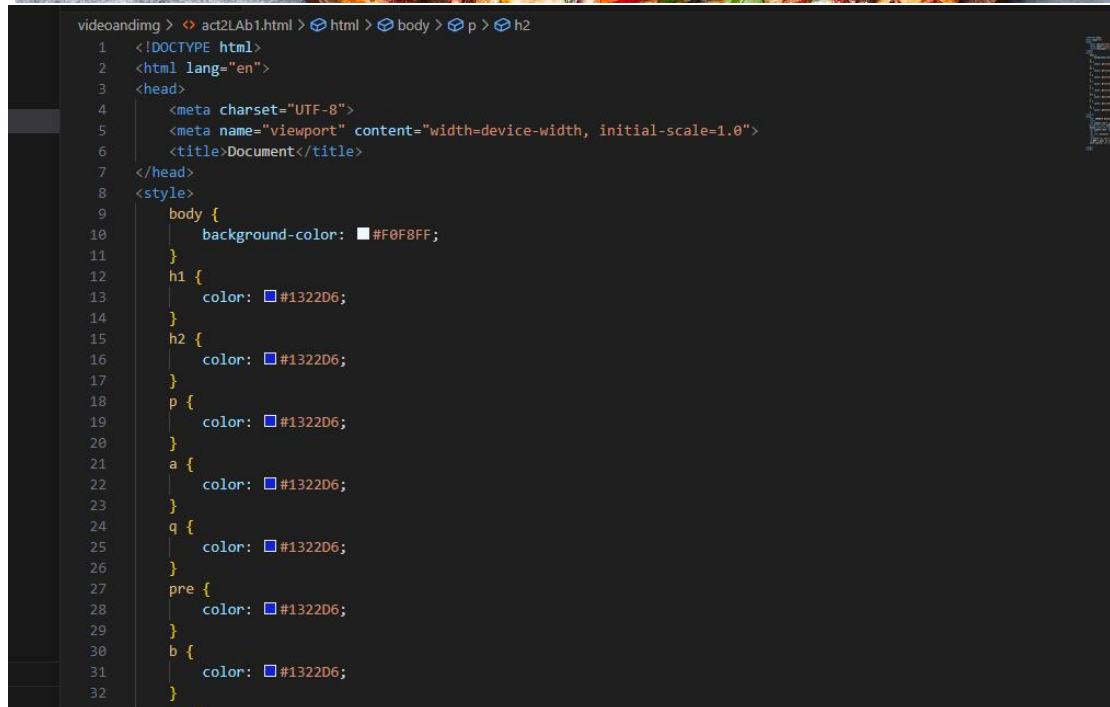 videoandimg > act2LAb1.html > html > body > p > h2
1 <!DOCTYPE html>
2 <html lang="en">
3 <head>
4     <meta charset="UTF-8">
5     <meta name="viewport" content="width=device-width, initial-scale=1.0">
6     <title>Document</title>
7 </head>
8 <style>
9     body {
10         background-color: #F0F8FF;
11     }
12     h1 {
13         color: #1322D6;
14     }
15     h2 {
16         color: #1322D6;
17     }
18     p {
19         color: #1322D6;
20     }
21     a {
22         color: #1322D6;
23     }
24     q {
25         color: #1322D6;
26     }
27     pre {
28         color: #1322D6;
29     }
30     b {
31         color: #1322D6;
32     }